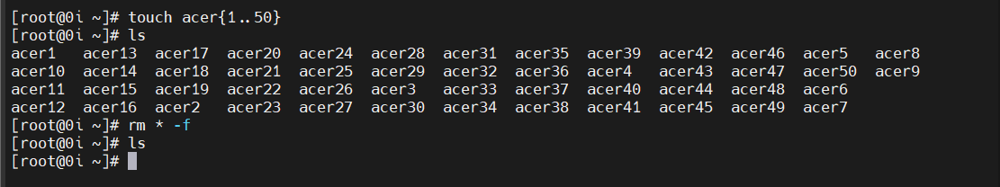 [root@0i ~]# touch acer{1..50}
[root@0i ~]# ls
acer1   acer13  acer17  acer20  acer24  acer28  acer31  acer35  acer39  acer42  acer46  acer5   acer8
acer10  acer14  acer18  acer21  acer25  acer29  acer32  acer36  acer4   acer43  acer47  acer50  acer9
acer11  acer15  acer19  acer22  acer26  acer3   acer33  acer37  acer40  acer44  acer48  acer6
acer12  acer16  acer2   acer23  acer27  acer30  acer34  acer38  acer41  acer45  acer49  acer7
[root@0i ~]# rm * -f
[root@0i ~]# ls
[root@0i ~]#